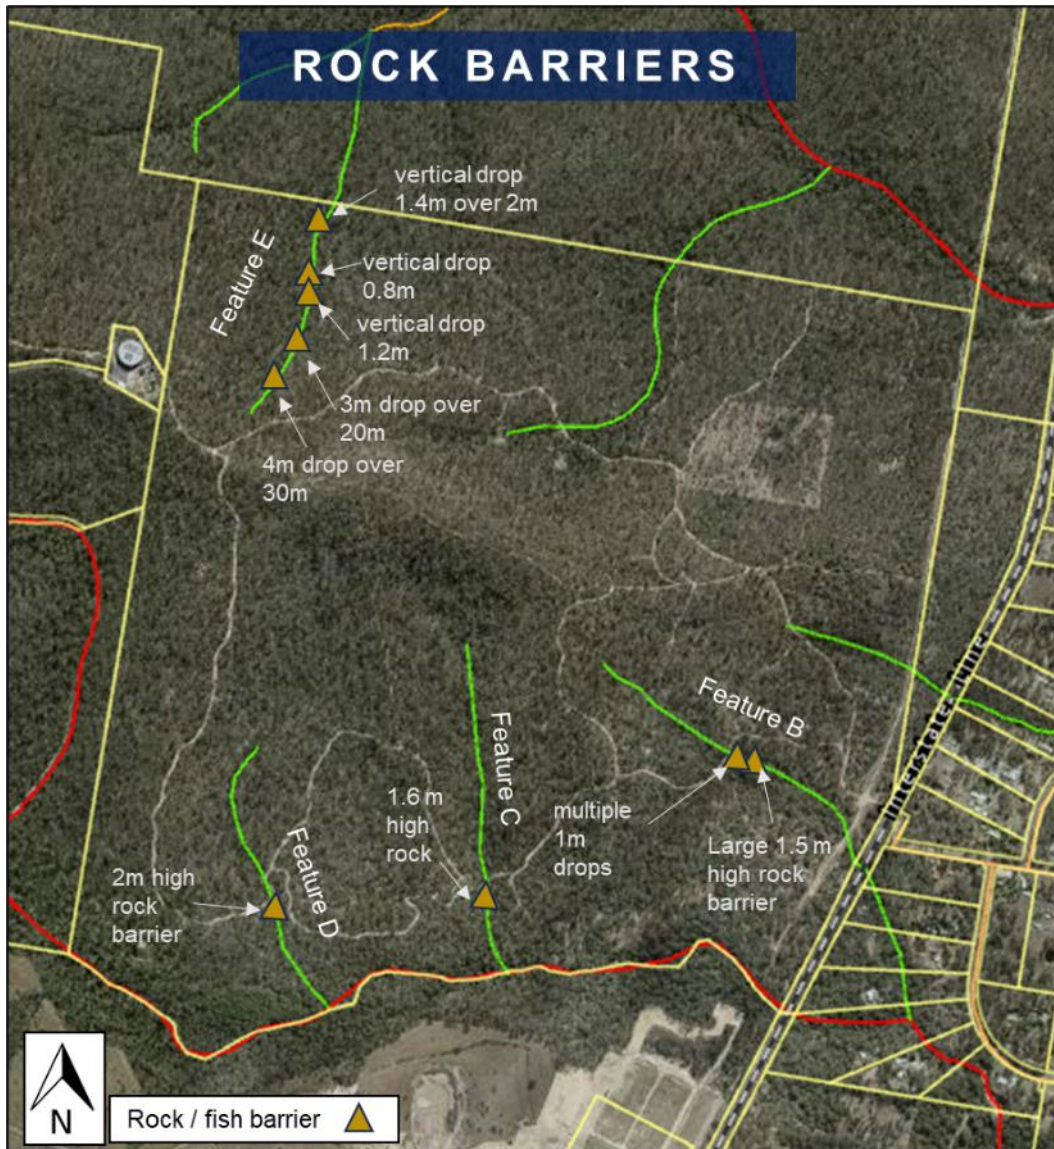 ROCK BARRIERS
vertical drop
1.4m over 2m
Feature E
vertical drop
0.8m
vertical drop
1.2m
3m drop over
20m
4m drop over
30m
Interstate Line
Feature B
Feature C
1.6 m
high
rock
multiple
1m
drops
Large 1.5 m
high rock
barrier
Feature D
2m high
rock
barrier
N
Rock / fish barrier